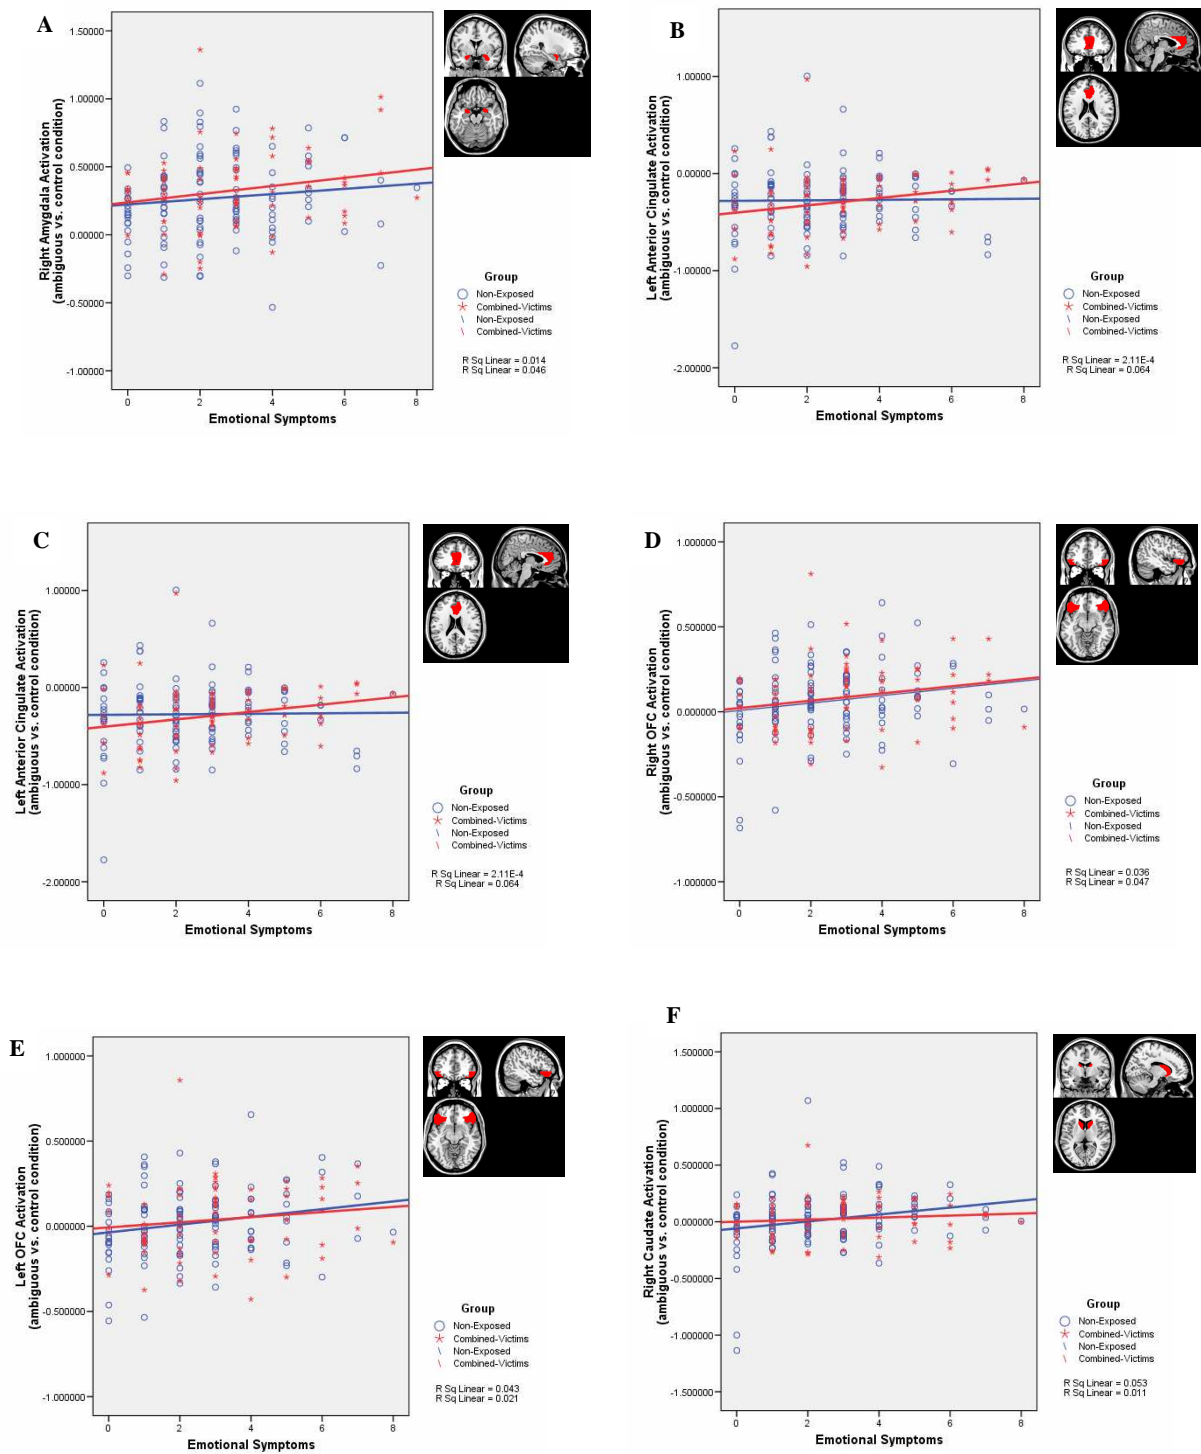 A
Right Amygdala Activation
(ambiguous vs. control condition)
1.50000
1.00000
0.50000
0.00000
-0.50000
-1.00000
0 2 4 6 8
Emotional Symptoms
Group
Non-Exposed
Combined-Victims
Non-Exposed
Combined-Victims
R Sq Linear = 0.014
R Sq Linear = 0.046
B
Left Anterior Cingulate Activation
(ambiguous vs. control condition)
1.00000
0.00000
-1.00000
-2.00000
0 2 4 6 8
Emotional Symptoms
Group
Non-Exposed
Combined-Victims
Non-Exposed
Combined-Victims
R Sq Linear = 2.11E-4
R Sq Linear = 0.064
C
Left Anterior Cingulate Activation
(ambiguous vs. control condition)
1.00000
0.00000
-1.00000
-2.00000
0 2 4 6 8
Emotional Symptoms
Group
Non-Exposed
Combined-Victims
Non-Exposed
Combined-Victims
R Sq Linear = 2.11E-4
R Sq Linear = 0.064
D
Right OFC Activation
(ambiguous vs. control condition)
1.000000
0.500000
0.000000
-0.500000
-1.000000
0 2 4 6 8
Emotional Symptoms
Group
Non-Exposed
Combined-Victims
Non-Exposed
Combined-Victims
R Sq Linear = 0.036
R Sq Linear = 0.047
E
Left OFC Activation
(ambiguous vs. control condition)
1.000000
0.500000
0.000000
-0.500000
-1.000000
0 2 4 6 8
Emotional Symptoms
Group
Non-Exposed
Combined-Victims
Non-Exposed
Combined-Victims
R Sq Linear = 0.043
R Sq Linear = 0.021
F
Right Caudate Activation
(ambiguous vs. control condition)
1.500000
1.000000
0.500000
0.000000
-0.500000
-1.000000
-1.500000
0 2 4 6 8
Emotional Symptoms
Group
Non-Exposed
Combined-Victims
Non-Exposed
Combined-Victims
R Sq Linear = 0.053
R Sq Linear = 0.011